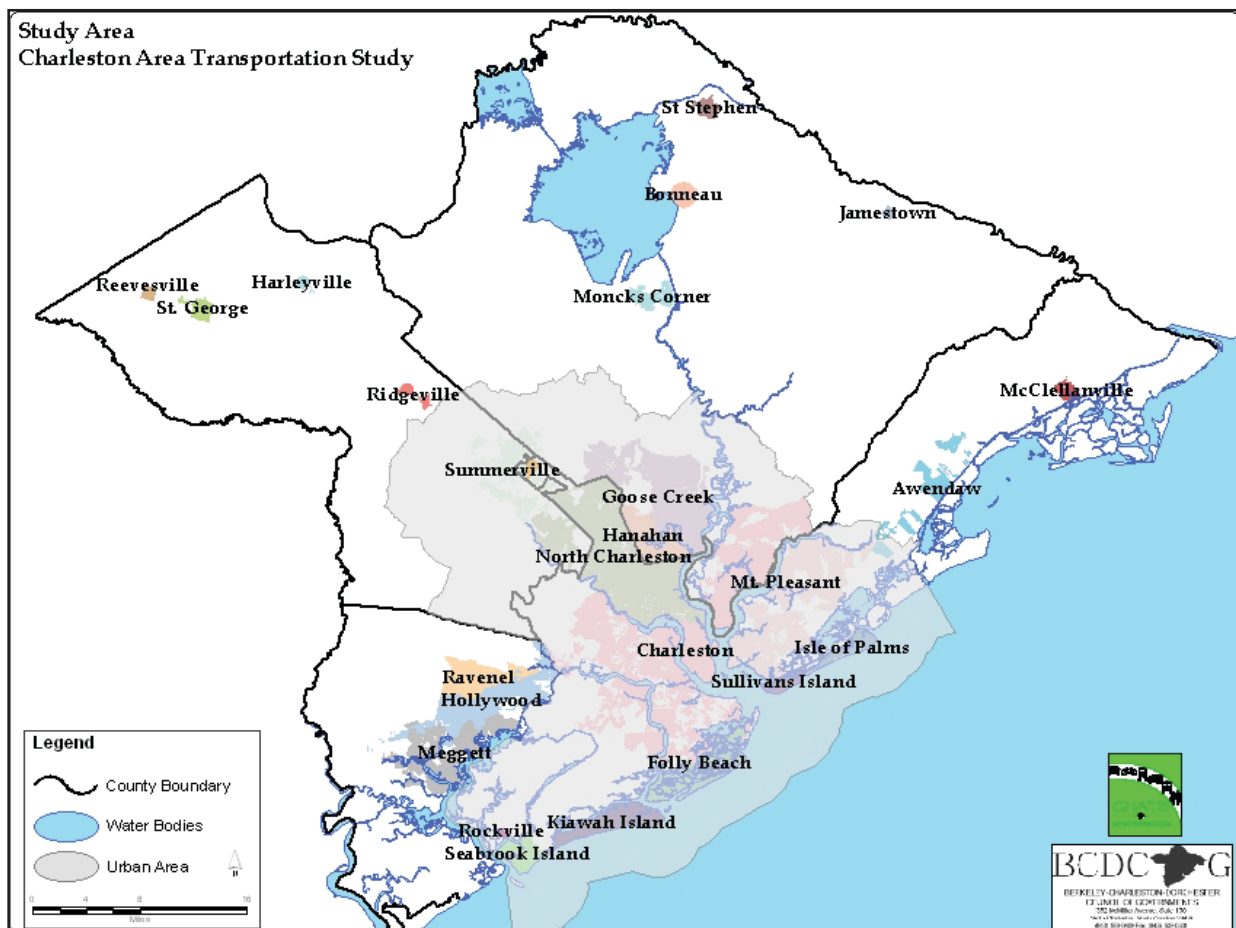 Study Area
Charleston Area Transportation Study
St Stephen
Bonneau
Jamestown
Reevesville
Harleyville
St. George
Moncks Corner
Ridgeville
McClellanville
Summerville
Goose Creek
Awendaw
Hanahan
North Charleston
Mt. Pleasant
Charleston
Isle of Palms
Ravenel
Sullivans Island
Hollywood
Meggett
Folly Beach
Kiawah Island
Rockville
Seabrook Island
Legend
County Boundary
Water Bodies
Urban Area
0 4 8 16
Miles
CHATS
BCDC G
BERKELEY-CHARLESTON-DORCHESTER
COUNCIL OF GOVERNMENTS